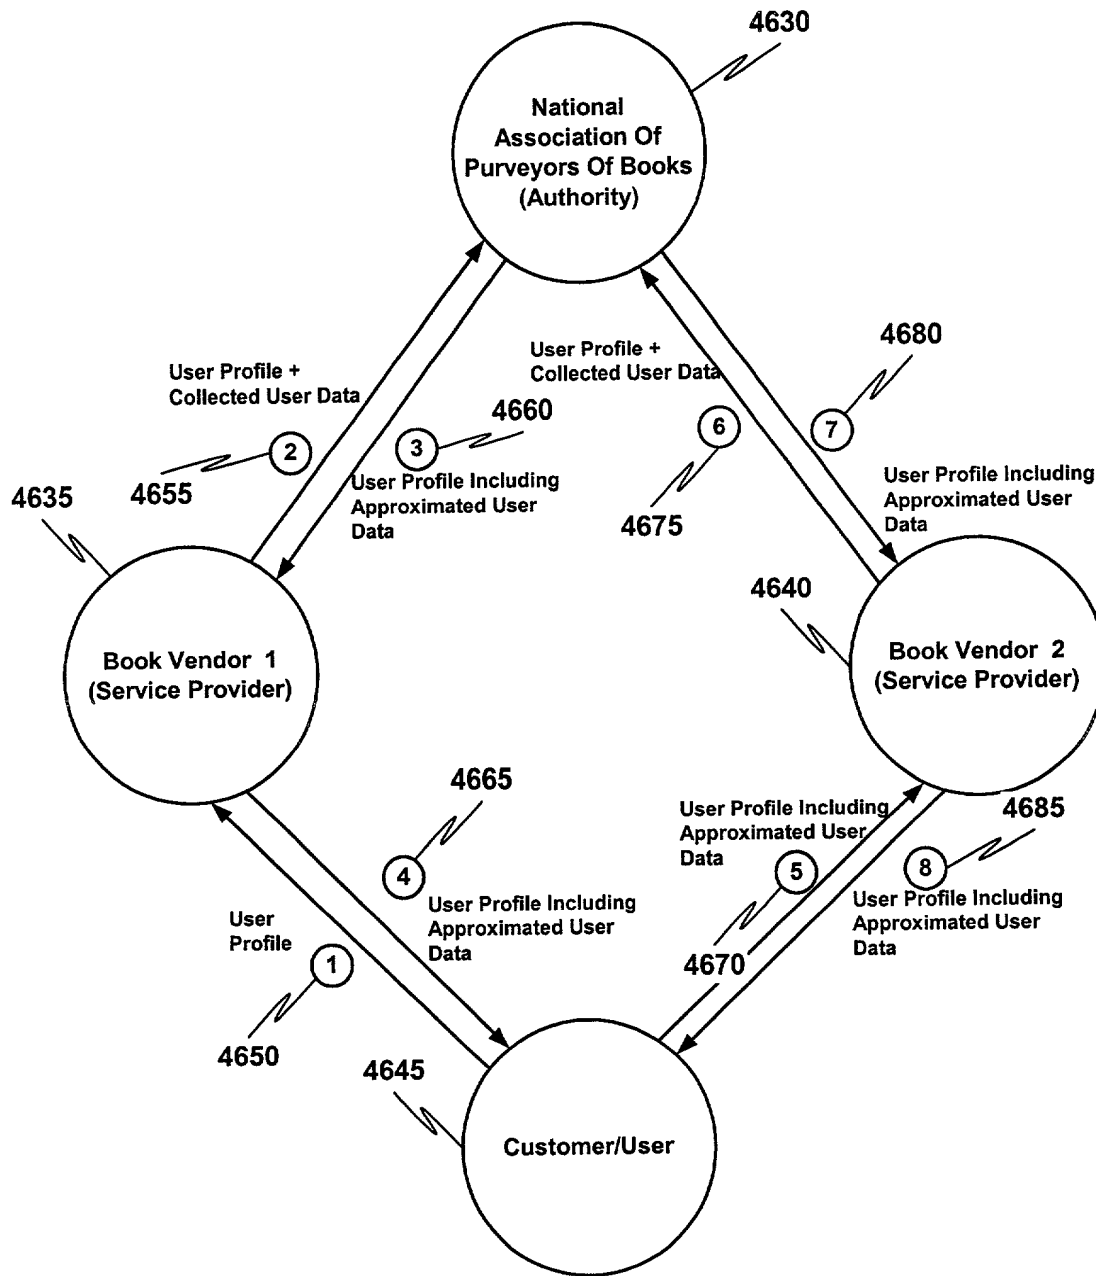 4630
National
Association Of
Purveyors Of Books
(Authority)
4680
User Profile +
Collected User Data
User Profile +
Collected User Data
4660
6
7
2
3
4655
User Profile Including
Approximated User
Data
User Profile Including
Approximated User
Data
4635
4675
4640
Book Vendor 1
(Service Provider)
Book Vendor 2
(Service Provider)
4665
User Profile Including
Approximated User
Data
4685
4
5
8
User
Profile
User Profile Including
Approximated User
Data
User Profile Including
Approximated User
Data
1
4670
4650
4645
Customer/User